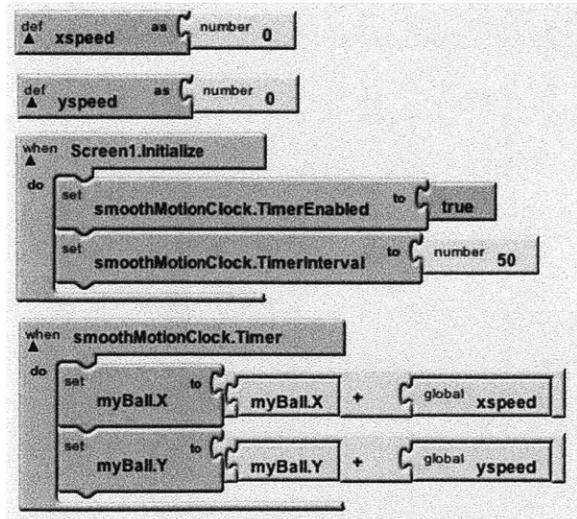 def xspeed as number 0
def yspeed as number 0
when Screen1.Initialize
do
set smoothMotionClock.TimerEnabled to true
set smoothMotionClock.TimerInterval to number 50
when smoothMotionClock.Timer
do
set myBall.X to myBall.X + global xspeed
set myBall.Y to myBall.Y + global yspeed